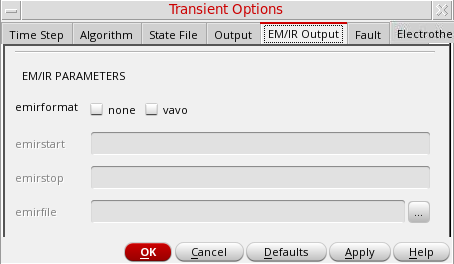 Transient Options
Time Step Algorithm State File Output EM/IR Output Fault Electrothe
EM/IR PARAMETERS
emirformat none vavo
emirstart
emirstop
emirfile ...
OK Cancel Defaults Apply Help